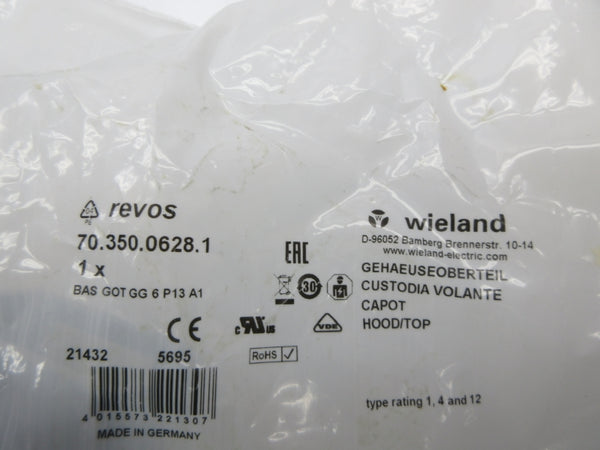 revos
70.350.0628.1
1 x
BAS GOT GG 6 P13 A1
CE
21432 5695
4 015573 221307
MADE IN GERMANY
EAC
30
c RU us
VDE
RoHS
wieland
D-96052 Bamberg Brennerstr. 10-14
www.wieland-electric.com
GEHAEUSEOBERTEIL
CUSTODIA VOLANTE
CAPOT
HOOD/TOP
type rating 1, 4 and 12